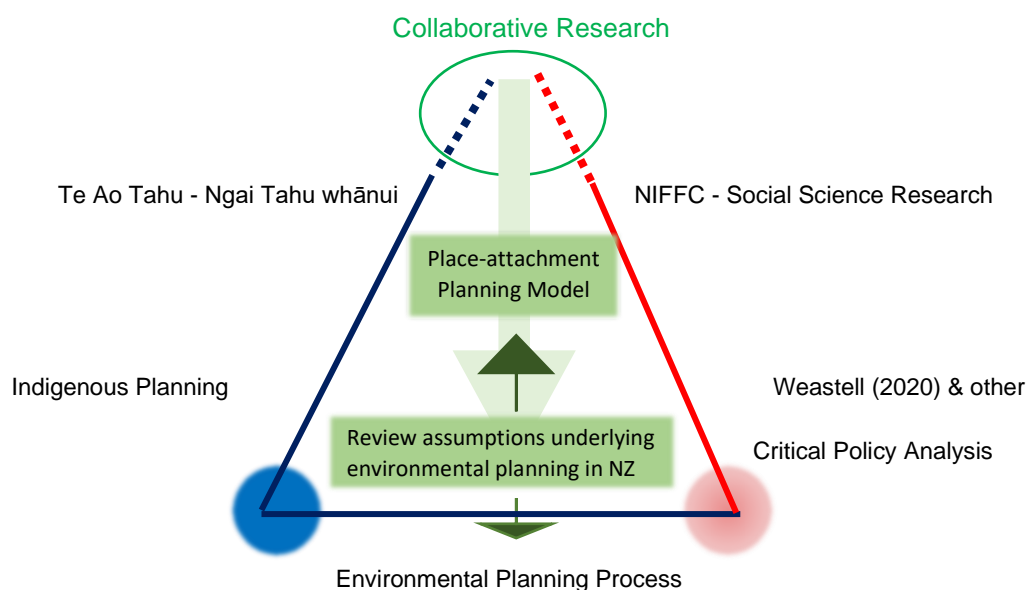 Collaborative Research
Te Ao Tahu - Ngai Tahu whānui
NIFFC - Social Science Research
Place-attachment
Planning Model
Indigenous Planning
Weastell (2020) & other
Review assumptions underlying
environmental planning in NZ
Critical Policy Analysis
Environmental Planning Process